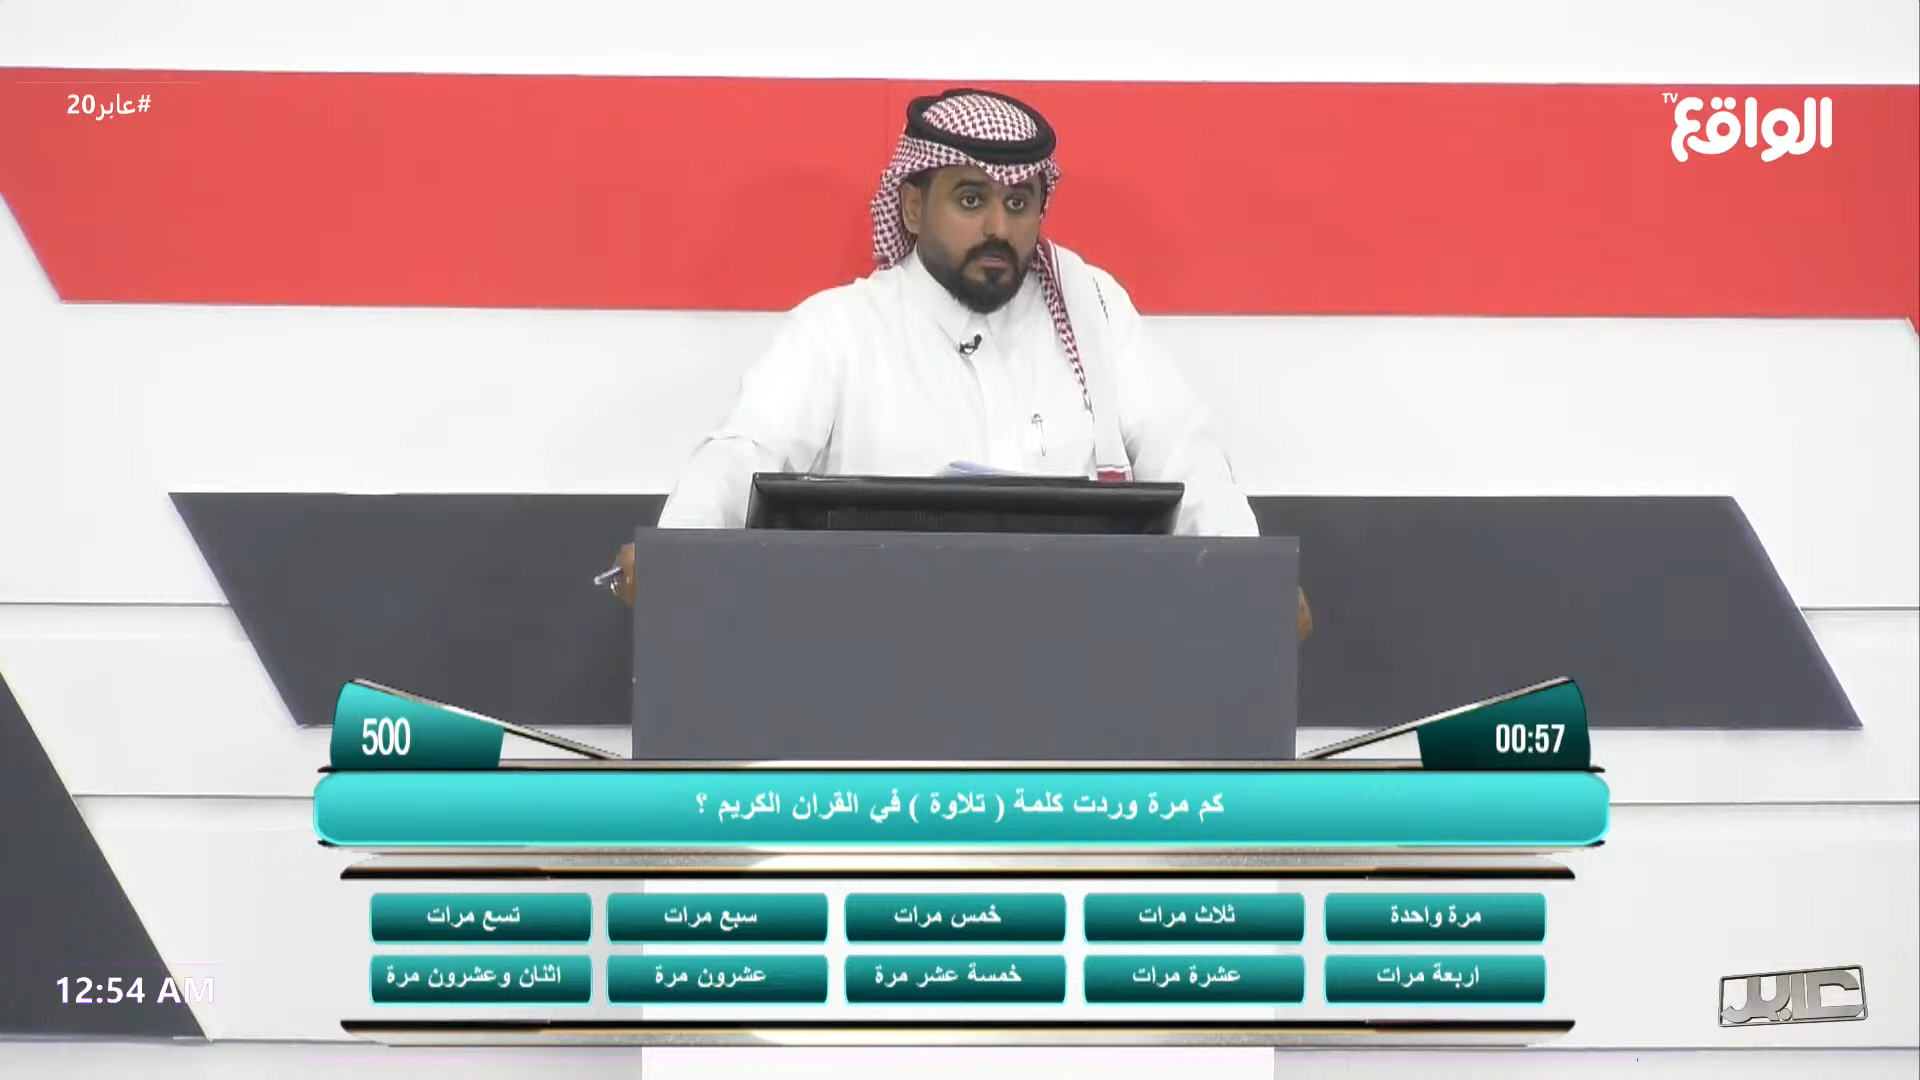 #عابر20
الواقع TV
500
00:57
كم مرة وردت كلمة ( تلاوة ) في القران الكريم ؟
مرة واحدة
ثلاث مرات
خمس مرات
سبع مرات
تسع مرات
اربعة مرات
عشرة مرات
خمسة عشر مرة
عشرون مرة
اثنان وعشرون مرة
12:54 AM
عابر